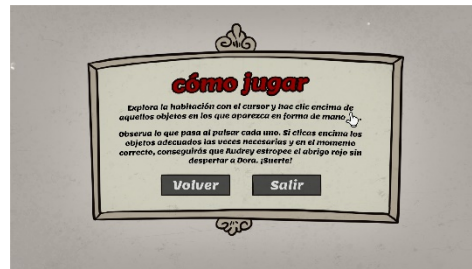 cómo jugar
Explora la habitación con el cursor y hac clic encima de
aquellos objetos en los que aparezca en forma de mano.
Observa lo que pasa al pulsar cada uno. Si clicas encima los
objetos adecuados las veces necesarias y en el momento
correcto, conseguirás que Audrey estropee el abrigo rojo sin
despertar a Dora. ¡Suerte!
Volver Salir